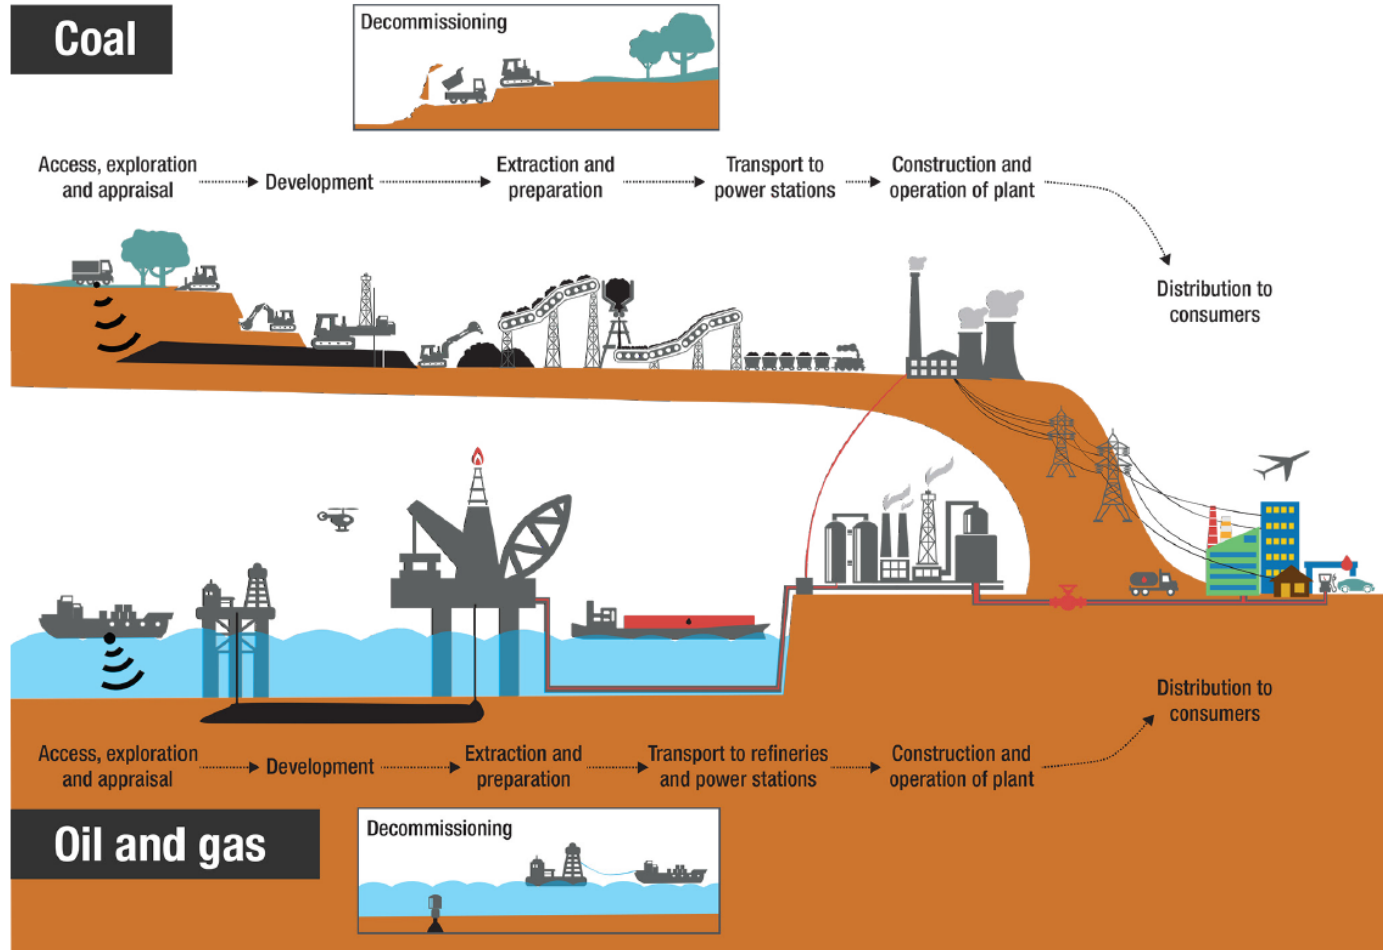 Coal
Decommissioning
Access, exploration
and appraisal
Development
Extraction and
preparation
Transport to
power stations
Construction and
operation of plant
Distribution to
consumers
Distribution to
consumers
Access, exploration
and appraisal
Development
Extraction and
preparation
Transport to refineries
and power stations
Construction and
operation of plant
Oil and gas
Decommissioning